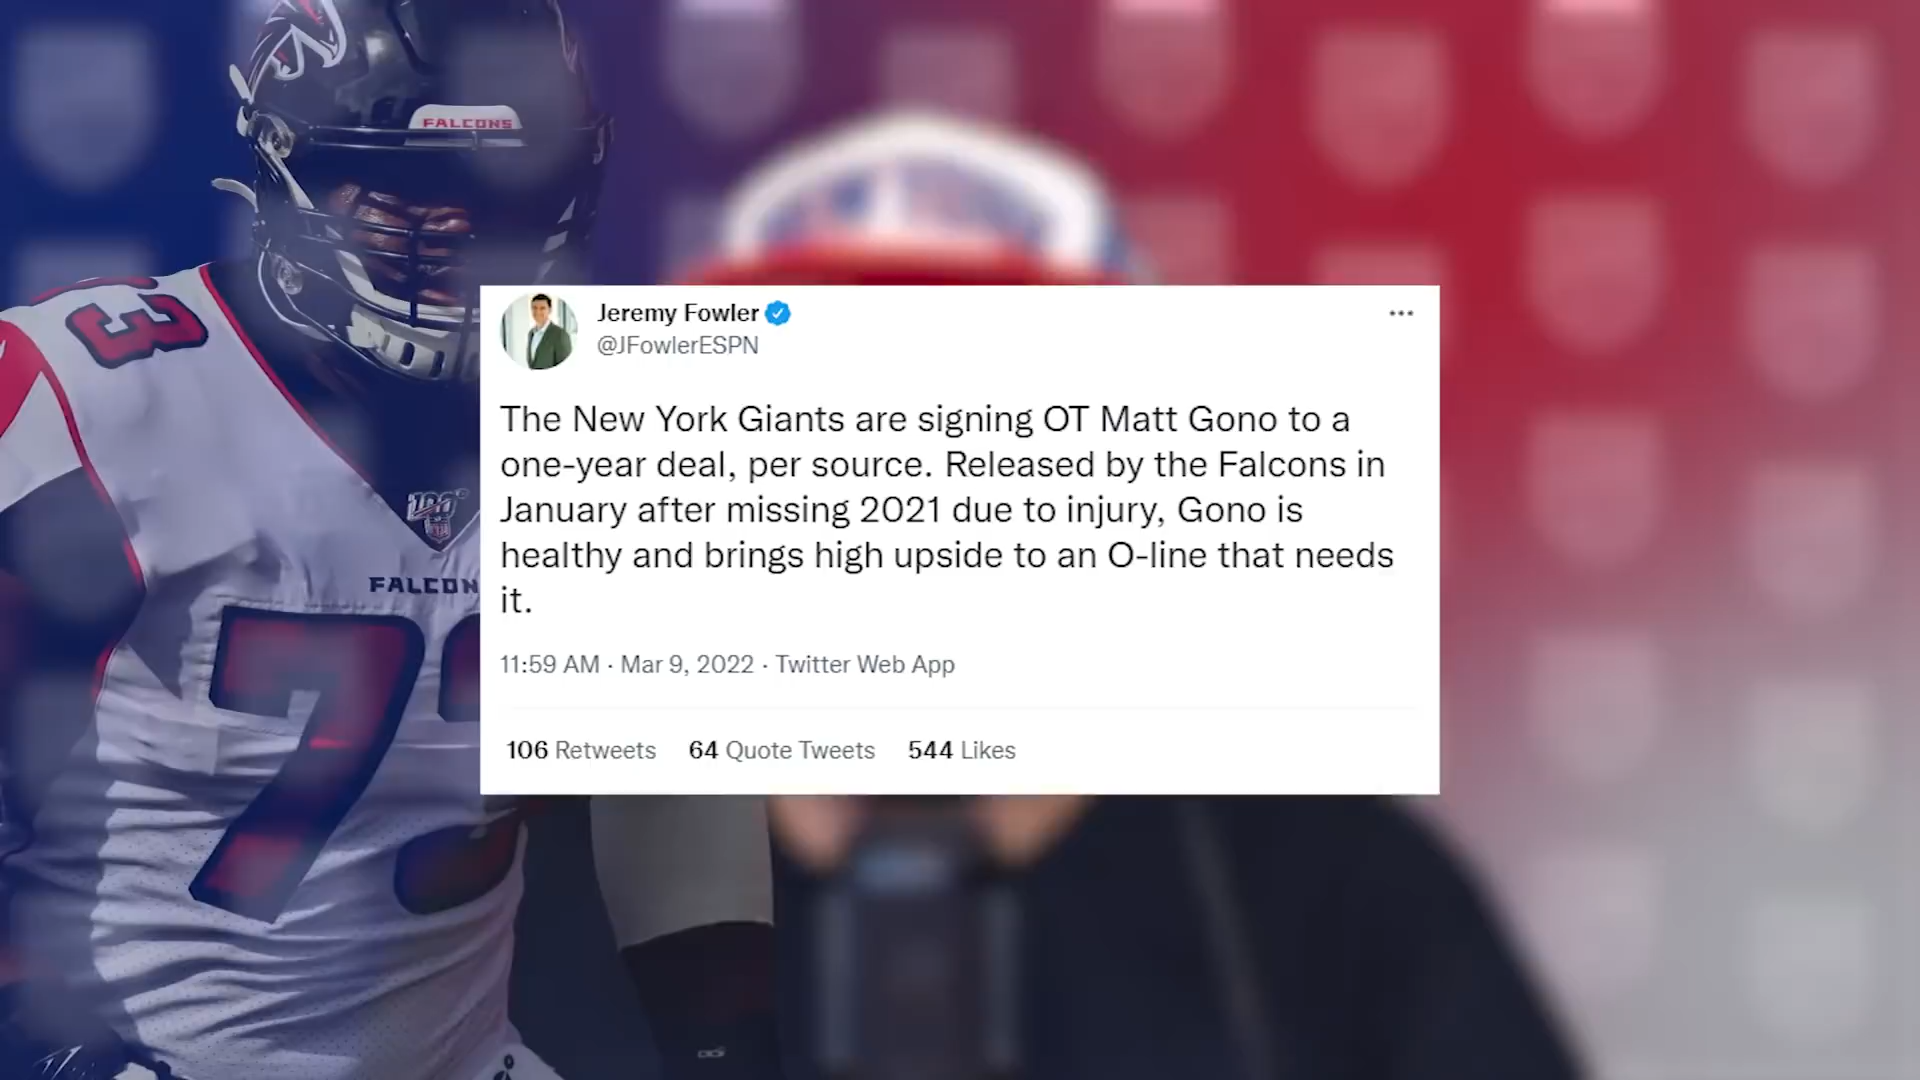 FALCONS
3
100
FALCON
73
Jeremy Fowler
@JFowlerESPN
The New York Giants are signing OT Matt Gono to a
one-year deal, per source. Released by the Falcons in
January after missing 2021 due to injury, Gono is
healthy and brings high upside to an O-line that needs
it.
11:59 AM · Mar 9, 2022 · Twitter Web App
106 Retweets 64 Quote Tweets 544 Likes